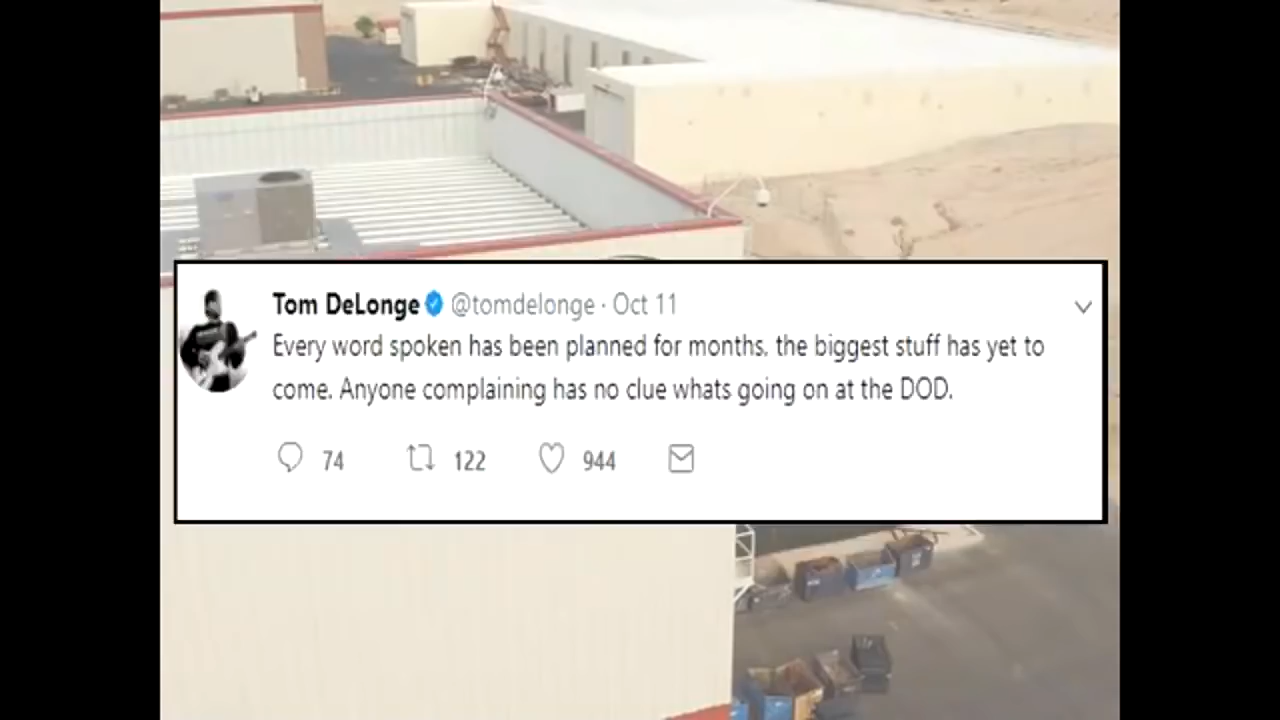 Tom DeLonge @tomdelonge · Oct 11
Every word spoken has been planned for months. the biggest stuff has yet to
come. Anyone complaining has no clue whats going on at the DOD.
74 122 944